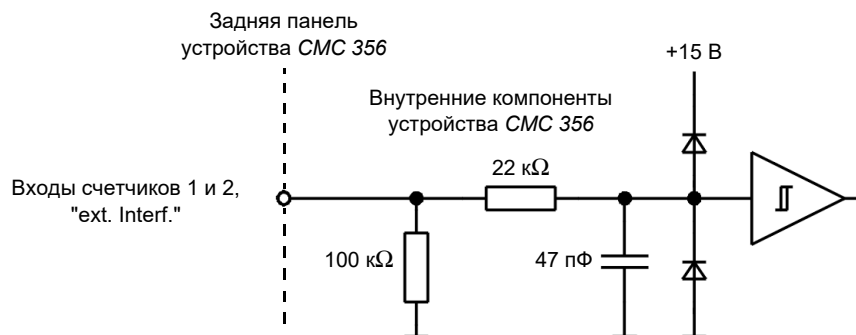 Задняя панель
устройства CMC 356
+15 В
Внутренние компоненты
устройства CMC 356
22 кΩ
Входы счетчиков 1 и 2,
"ext. Interf."
100 кΩ
47 пФ